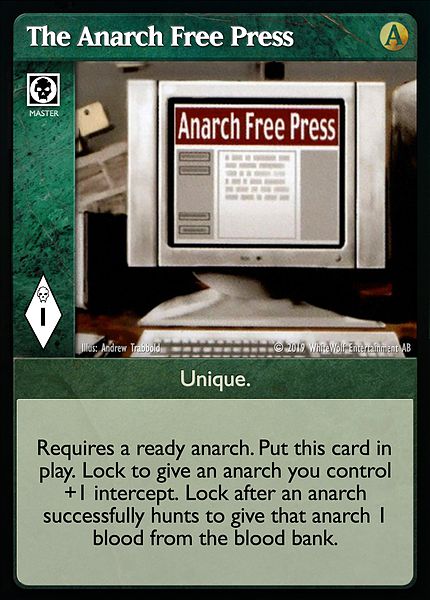 The Anarch Free Press
A
MASTER
Anarch Free Press
1
Illus: Andrew Trabbold
© 2019 WhiteWolf Entertainment AB
Unique.
Requires a ready anarch. Put this card in
play. Lock to give an anarch you control
+1 intercept. Lock after an anarch
successfully hunts to give that anarch 1
blood from the blood bank.